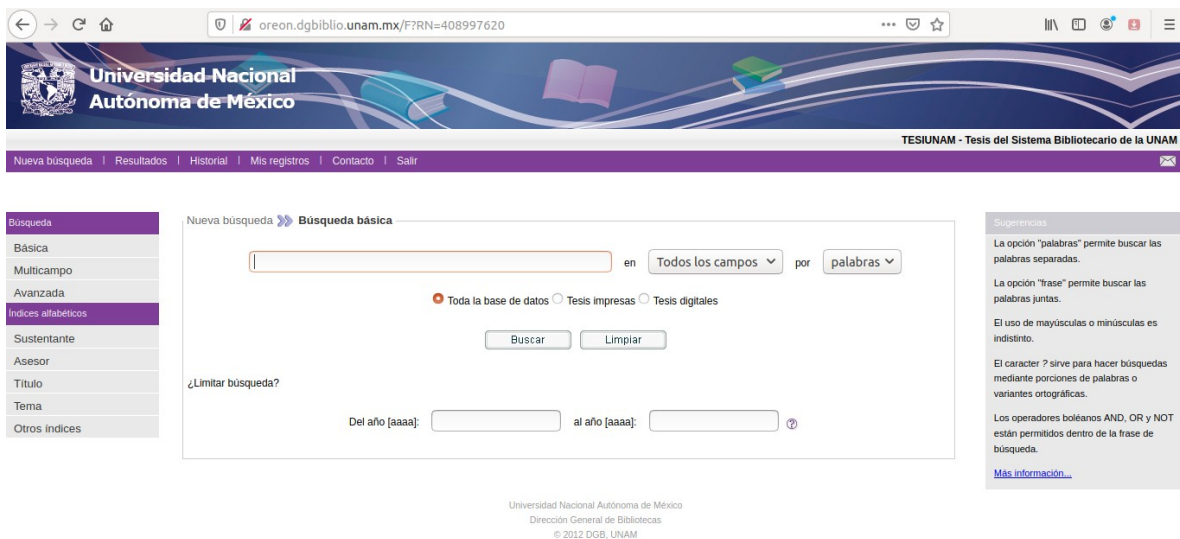 oreon.dgbiblio.unam.mx/F?RN=408997620
Universidad Nacional
Autónoma de México
TESIUNAM - Tesis del Sistema Bibliotecario de la UNAM
Nueva búsqueda | Resultados | Historial | Mis registros | Contacto | Salir
Búsqueda
Básica
Multicampo
Avanzada
Indices alfabéticos
Sustentante
Asesor
Título
Tema
Otros índices
Nueva búsqueda Búsqueda básica
en Todos los campos por palabras
Toda la base de datos Tesis impresas Tesis digitales
Buscar Limpiar
¿Limitar búsqueda?
Del año [aaaa]: al año [aaaa]:
Sugerencias
La opción "palabras" permite buscar las
palabras separadas.
La opción "frase" permite buscar las
palabras juntas.
El uso de mayúsculas o minúsculas es
indistinto.
El caracter ? sirve para hacer búsquedas
mediante porciones de palabras o
variantes ortográficas.
Los operadores boléanos AND, OR y NOT
están permitidos dentro de la frase de
búsqueda.
Más información...
Universidad Nacional Autónoma de México
Dirección General de Bibliotecas
© 2012 DGB, UNAM